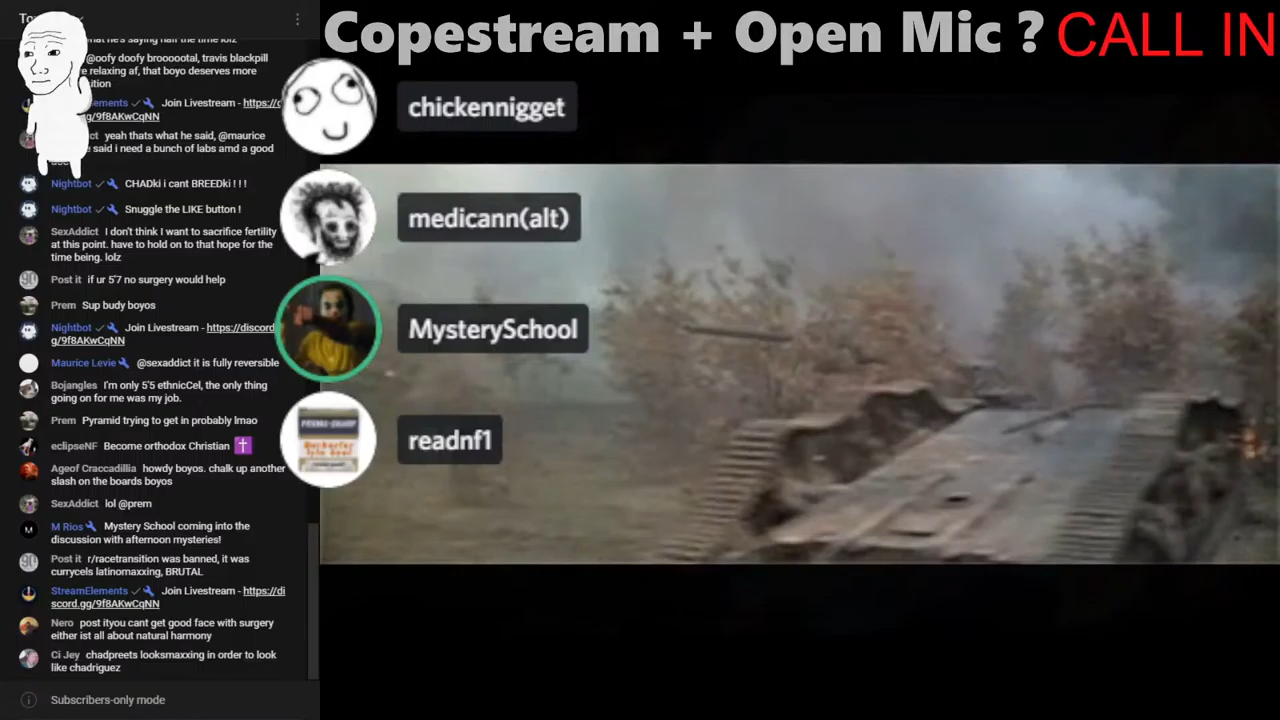 Copestream + Open Mic ? CALL IN
what he's saying half the time lolz
@oofy doofy broooootal, travis blackpill
relaxing af, that boyo deserves more
Join Livestream -
g/9f8AKwCqNN
yeah thats what he said, @maurice
said i need a bunch of labs amd a good
Nightbot CHADki i cant BREEDki ! ! !
Nightbot Snuggle the LIKE button !
SexAddict I don't think I want to sacrifice fertility
at this point. have to hold on to that hope for the
time being. lolz
Post it if ur 5'7 no surgery would help
Prem Sup budy boyos
Nightbot Join Livestream - https://discord.
g/9f8AKwCqNN
Maurice Levie @sexaddict it is fully reversible
Bojangles I'm only 5'5 ethnicCel, the only thing
going on for me was my job.
Prem Pyramid trying to get in probably lmao
eclipseNF Become orthodox Christian
Ageof Craccadillia howdy boyos. chalk up another
slash on the boards boyos
SexAddict lol @prem
M Rios Mystery School coming into the
discussion with afternoon mysteries!
Post it r/racetransition was banned, it was
currycels latinomaxxing, BRUTAL
StreamElements Join Livestream - https://di
scord.gg/9f8AKwCqNN
Nero post ityou cant get good face with surgery
either ist all about natural harmony
Ci Jey chadpreets looksmaxxing in order to look
like chadriguez
Subscribers-only mode
chickennigget
medicann(alt)
MysterySchool
readnf1